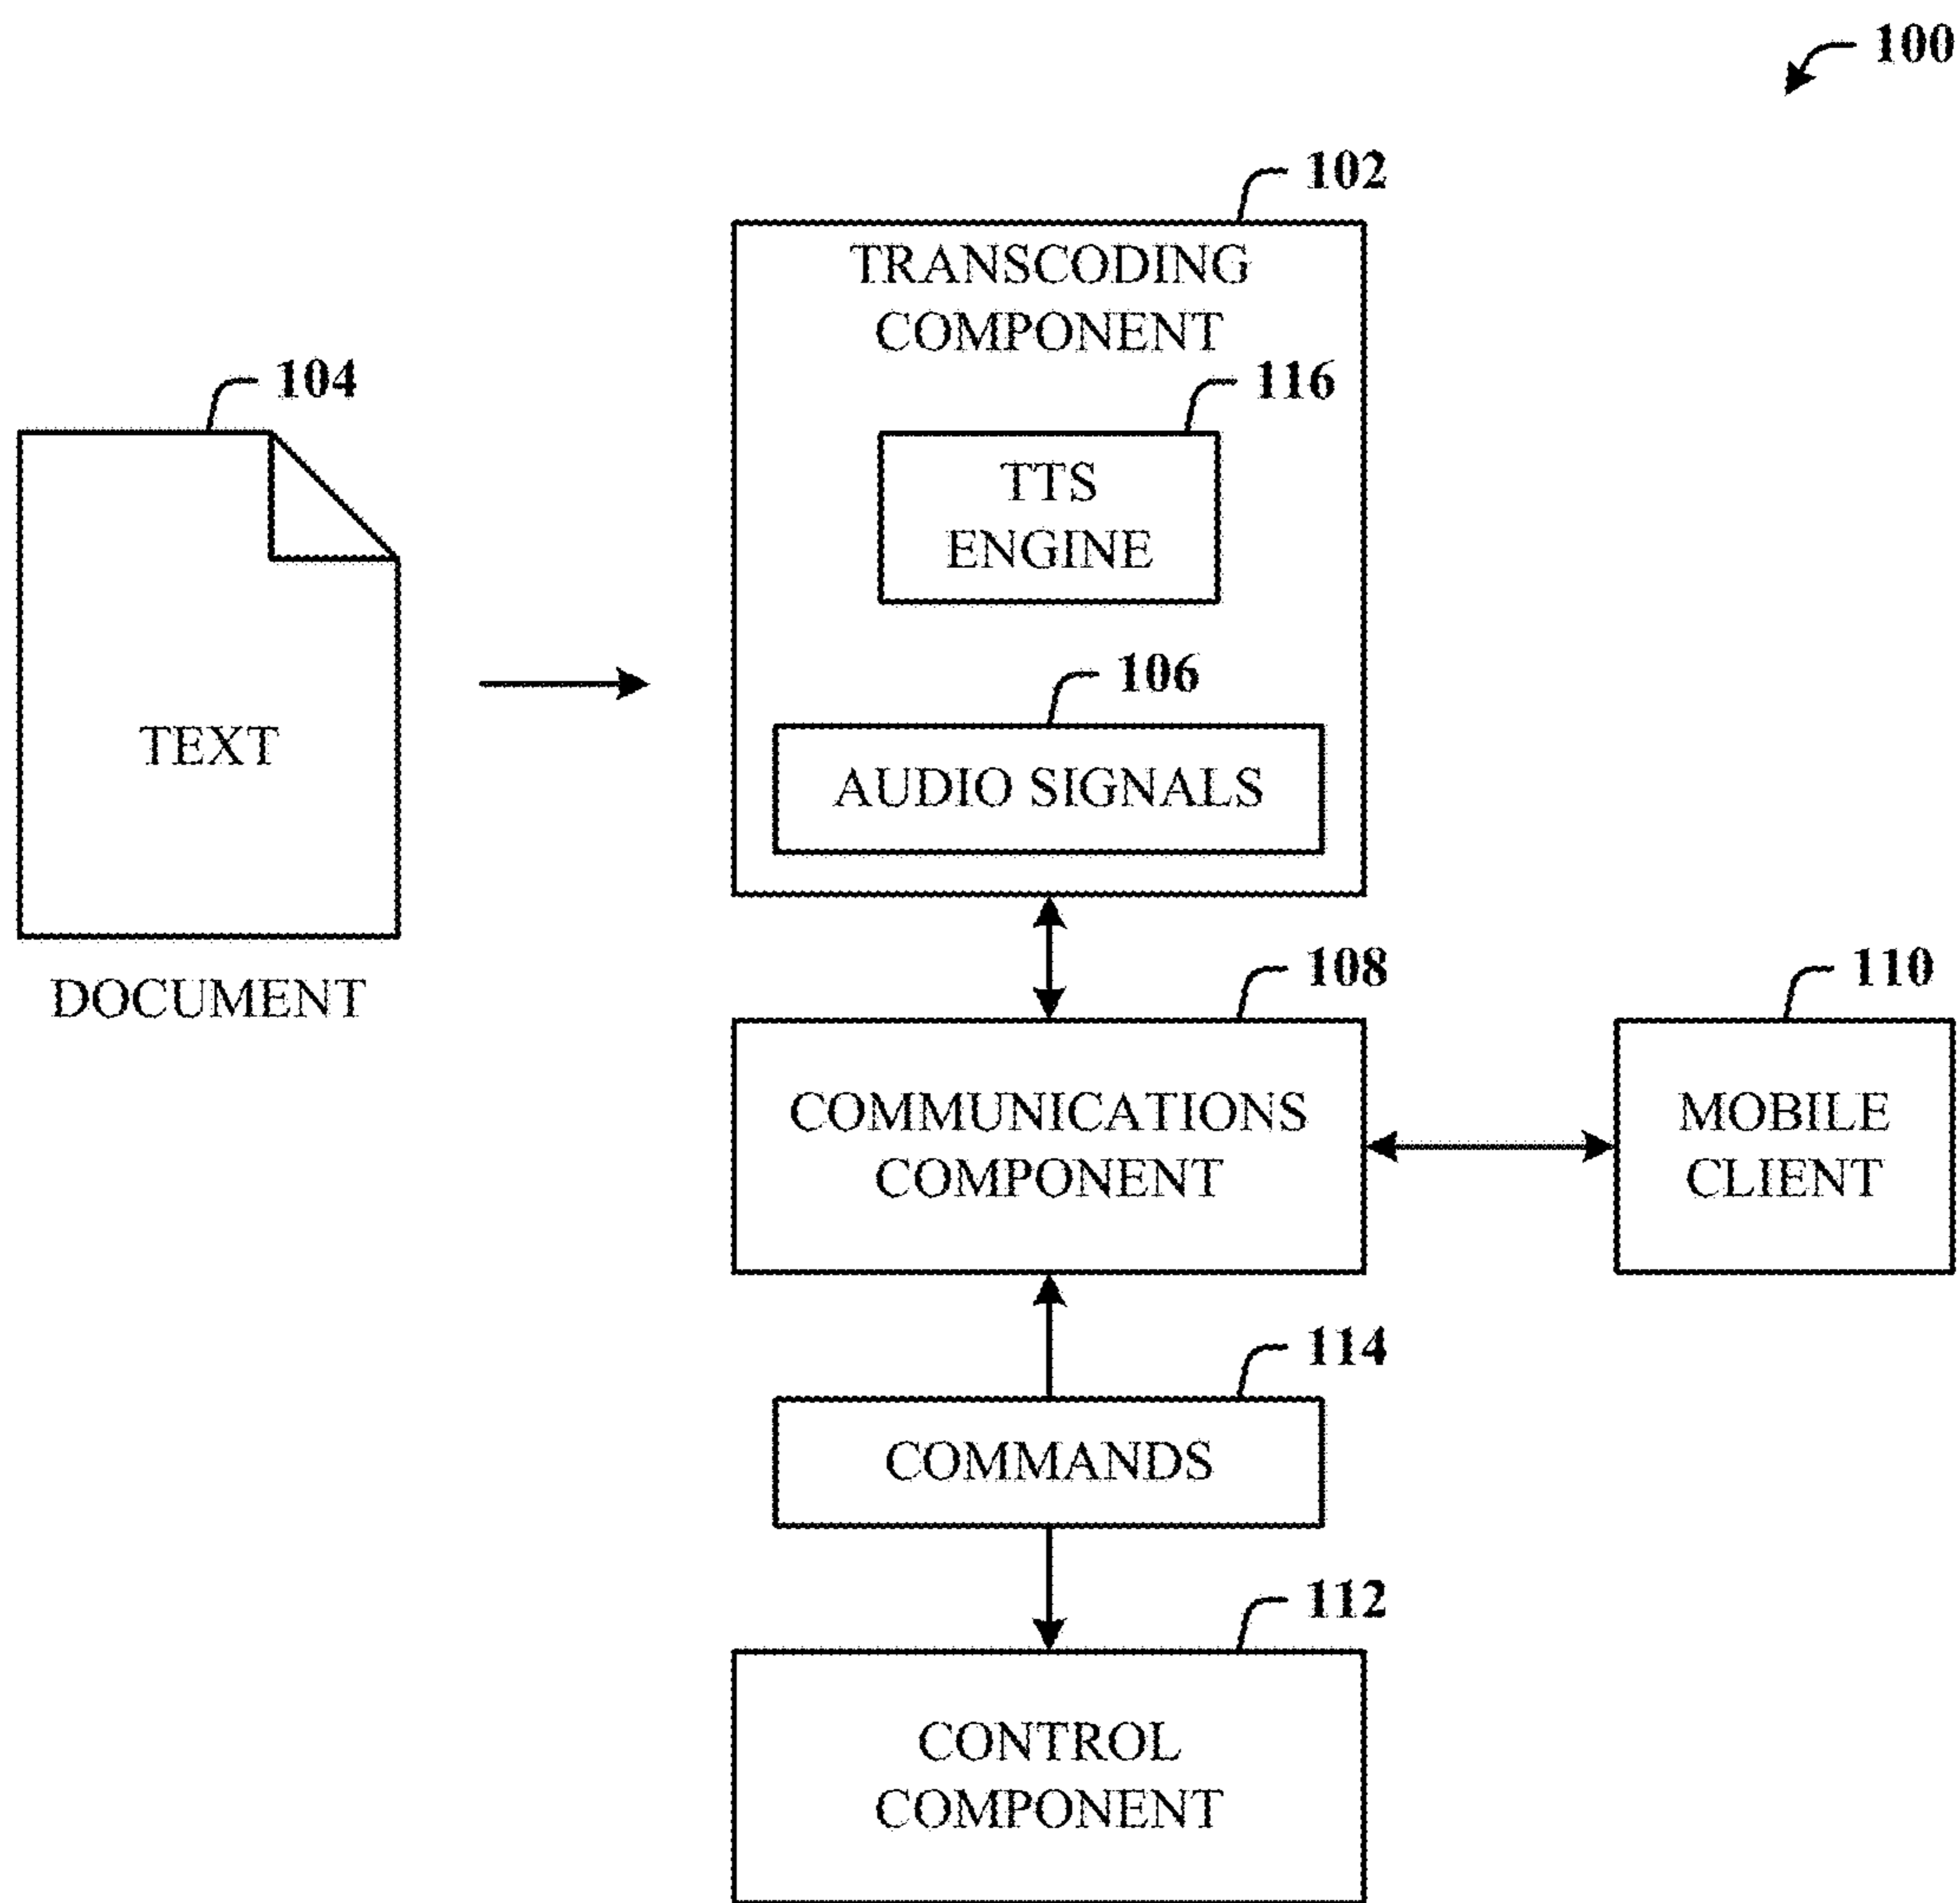 100
102
TRANSCODING
COMPONENT
104
116
TTS
ENGINE
106
TEXT
AUDIO SIGNALS
DOCUMENT
108
110
COMMUNICATIONS
COMPONENT
MOBILE
CLIENT
114
COMMANDS
112
CONTROL
COMPONENT